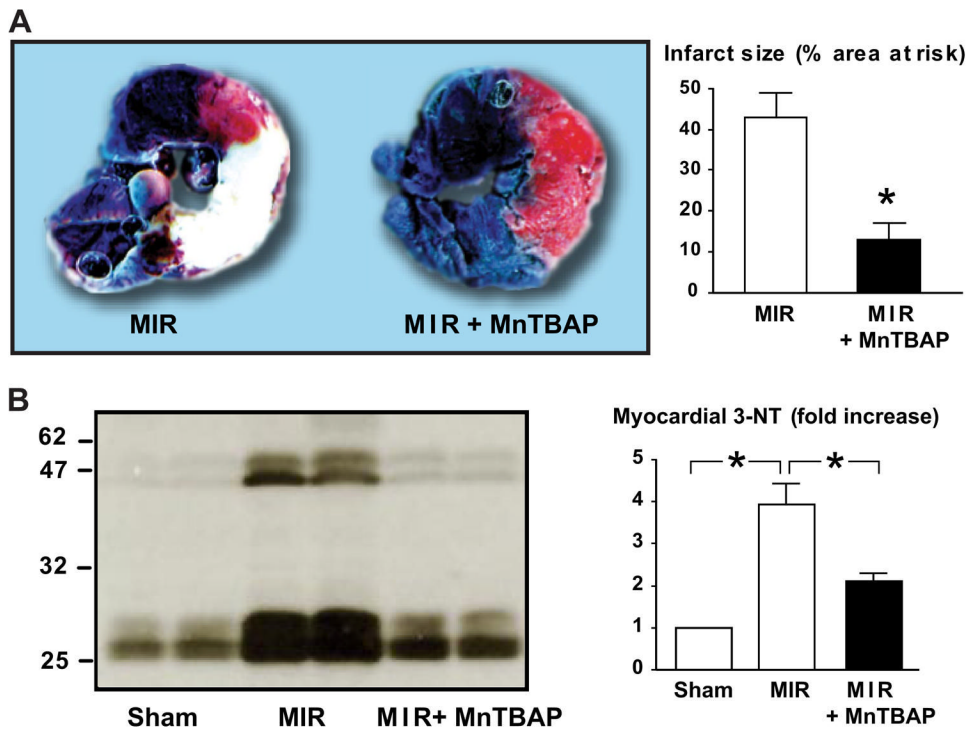 A
MIR
MIR + MnTBAP
Infarct size (% area at risk)
50
40
30
20
10
0
*
MIR
MIR
+ MnTBAP
B
62
47
32
25
Sham
MIR
MIR+ MnTBAP
Myocardial 3-NT (fold increase)
5
4
3
2
1
0
*
*
Sham
MIR
MIR
+ MnTBAP